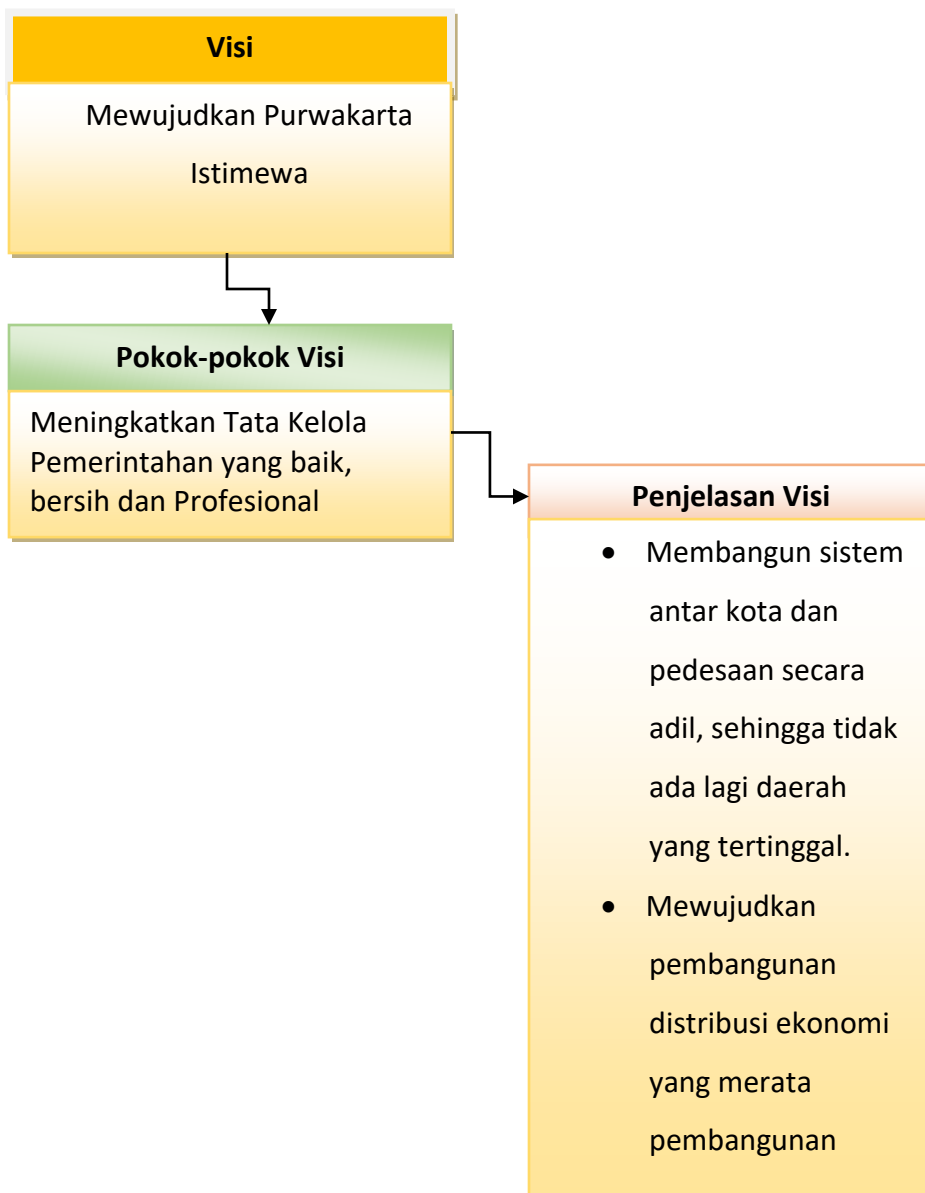 Visi
Mewujudkan Purwakarta
Istimewa
Pokok-pokok Visi
Meningkatkan Tata Kelola
Pemerintahan yang baik,
bersih dan Profesional
Penjelasan Visi
• Membangun sistem
antar kota dan
pedesaan secara
adil, sehingga tidak
ada lagi daerah
yang tertinggal.
• Mewujudkan
pembangunan
distribusi ekonomi
yang merata
pembangunan